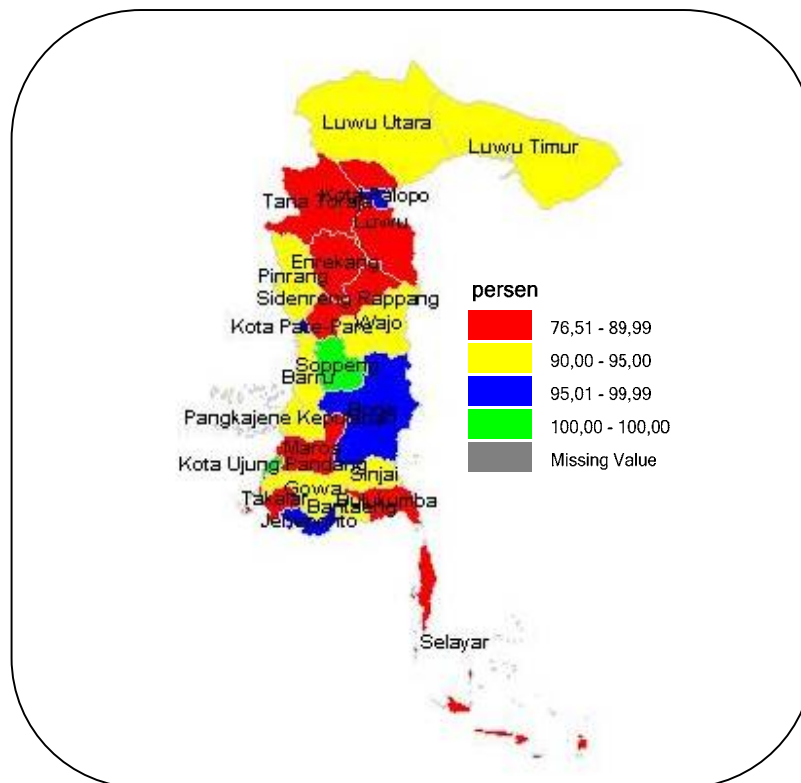 Luwu Utara
Luwu Timur
Kota Palopo
Tana Toraja
Luwu
Enrekang
Pinrang
Sidenreng Rappang
Wajo
Kota Pare-Pare
Soppeng
Barru
Bone
Pangkajene Kepulauan
Maros
Kota Ujung Pangang
Sinjai
Gowa
Takalar
Bulukumba
Bantaeng
Jeneponto
Selayar
persen
76,51 - 89,99
90,00 - 95,00
95,01 - 99,99
100,00 - 100,00
Missing Value